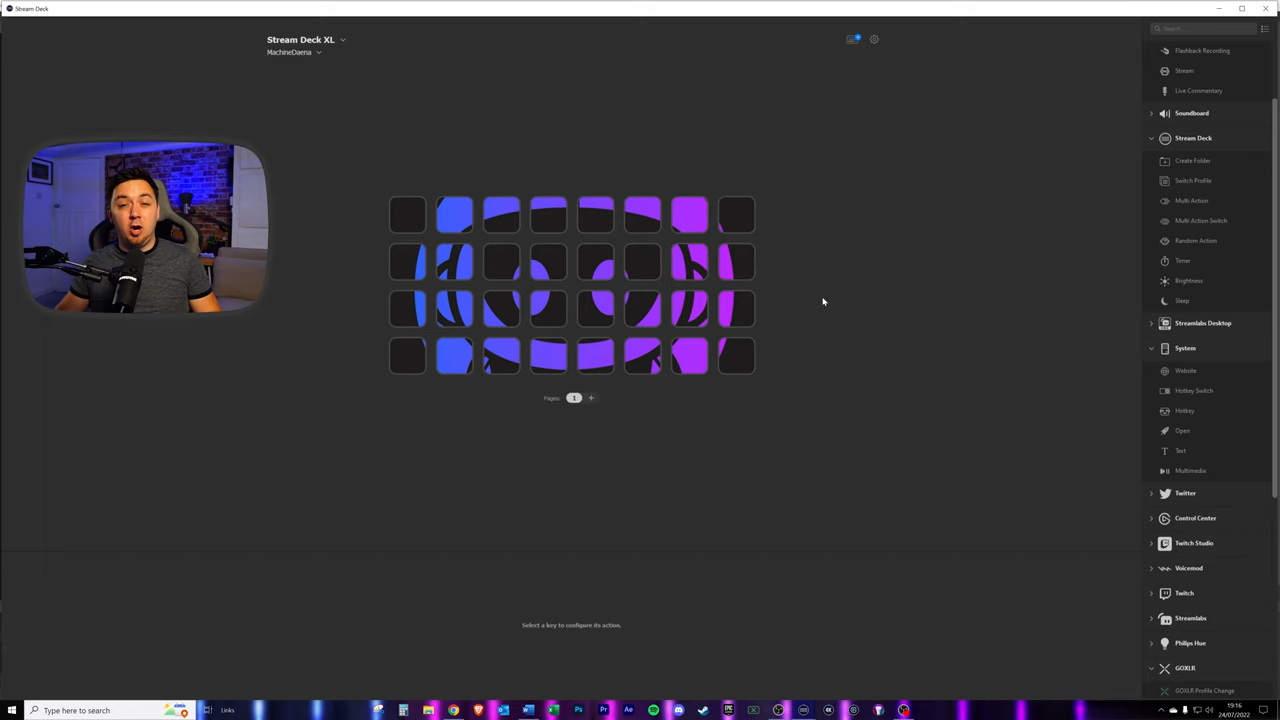 Stream Deck
Stream Deck XL
MachineDaena
Search
Flashback Recording
Stream
Live Commentary
Soundboard
Stream Deck
Create Folder
Switch Profile
Multi Action
Multi Action Switch
Random Action
Timer
Brightness
Sleep
Streamlabs Desktop
System
Website
Hotkey Switch
Hotkey
Open
Text
Multimedia
Twitter
Control Center
Twitch Studio
Voicemod
Twitch
Streamlabs
Philips Hue
GOXLR
GOXLR Profile Change
Pages: 1 +
Select a key to configure its action.
Type here to search
Links
19:16
24/07/2022